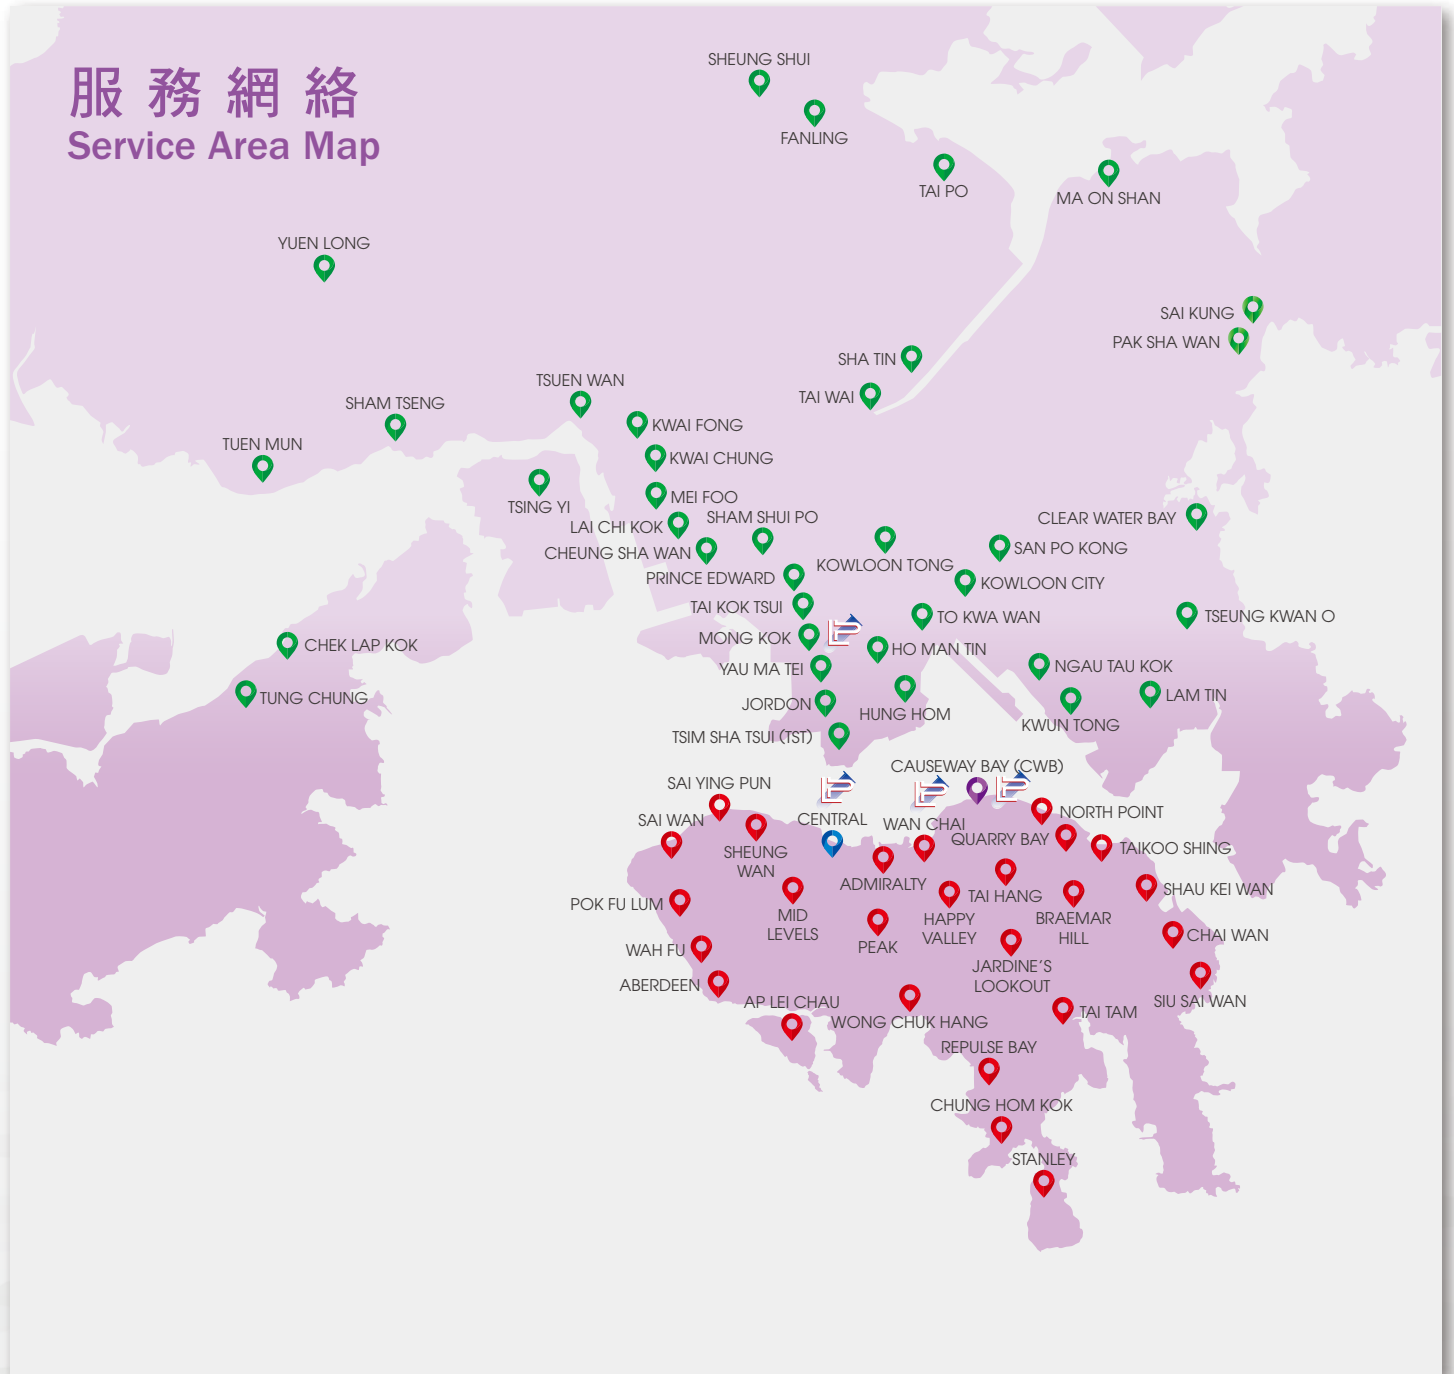 服務網絡
Service Area Map
SHEUNG SHUI
FANLING
TAI PO
MA ON SHAN
YUEN LONG
SAI KUNG
PAK SHA WAN
SHA TIN
TAI WAI
TSUEN WAN
SHAM TSENG
KWAI FONG
TUEN MUN
KWAI CHUNG
TSING YI
MEI FOO
LAI CHI KOK
SHAM SHUI PO
CLEAR WATER BAY
CHEUNG SHA WAN
KOWLOON TONG
SAN PO KONG
PRINCE EDWARD
KOWLOON CITY
TAI KOK TSUI
TO KWA WAN
TSEUNG KWAN O
MONG KOK
HO MAN TIN
CHEK LAP KOK
YAU MA TEI
NGAU TAU KOK
TUNG CHUNG
JORDON
HUNG HOM
KWUN TONG
LAM TIN
TSIM SHA TSUI (TST)
CAUSEWAY BAY (CWB)
SAI YING PUN
SAI WAN
CENTRAL
WAN CHAI
NORTH POINT
QUARRY BAY
TAIKOO SHING
SHEUNG
WAN
ADMIRALTY
TAI HANG
SHAU KEI WAN
POK FU LUM
MID
LEVELS
PEAK
HAPPY
VALLEY
BRAEMAR
HILL
CHAI WAN
WAH FU
JARDINE'S
LOOKOUT
ABERDEEN
SIU SAI WAN
AP LEI CHAU
WONG CHUK HANG
TAI TAM
REPULSE BAY
CHUNG HOM KOK
STANLEY